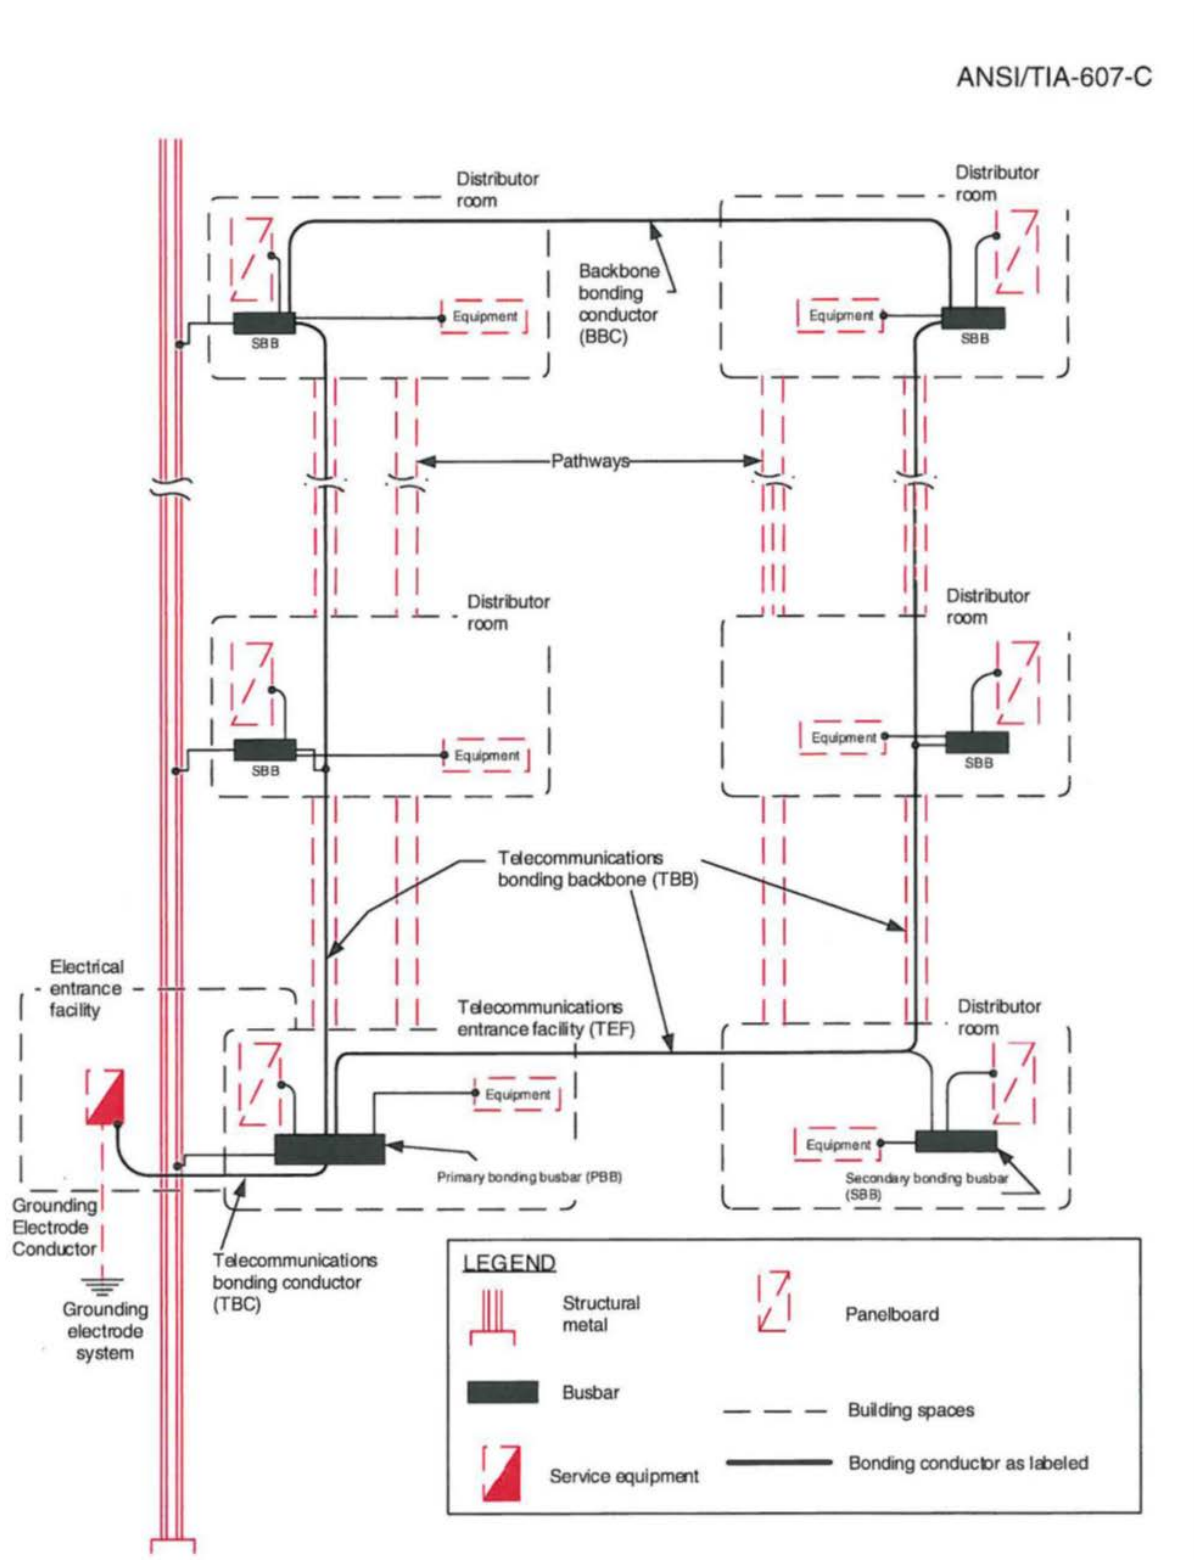 ANSI/TIA-607-C
Distributor
room
Distributor
room
Backbone
bonding
conductor
(BBC)
Equipment
SBB
Equipment
SBB
Pathways
Distributor
room
Distributor
room
Equipment
SBB
Equipment
SBB
Telecommunications
bonding backbone (TBB)
Electrical
entrance
facility
Telecommunications
entrance facility (TEF)
Distributor
room
Equipment
Primary bonding busbar (PBB)
Equipment
Secondary bonding busbar
(SBB)
Grounding
Electrode
Conductor
Grounding
electrode
system
Telecommunications
bonding conductor
(TBC)
LEGEND
Structural
metal
Panelboard
Busbar
Building spaces
Service equipment
Bonding conductor as labeled